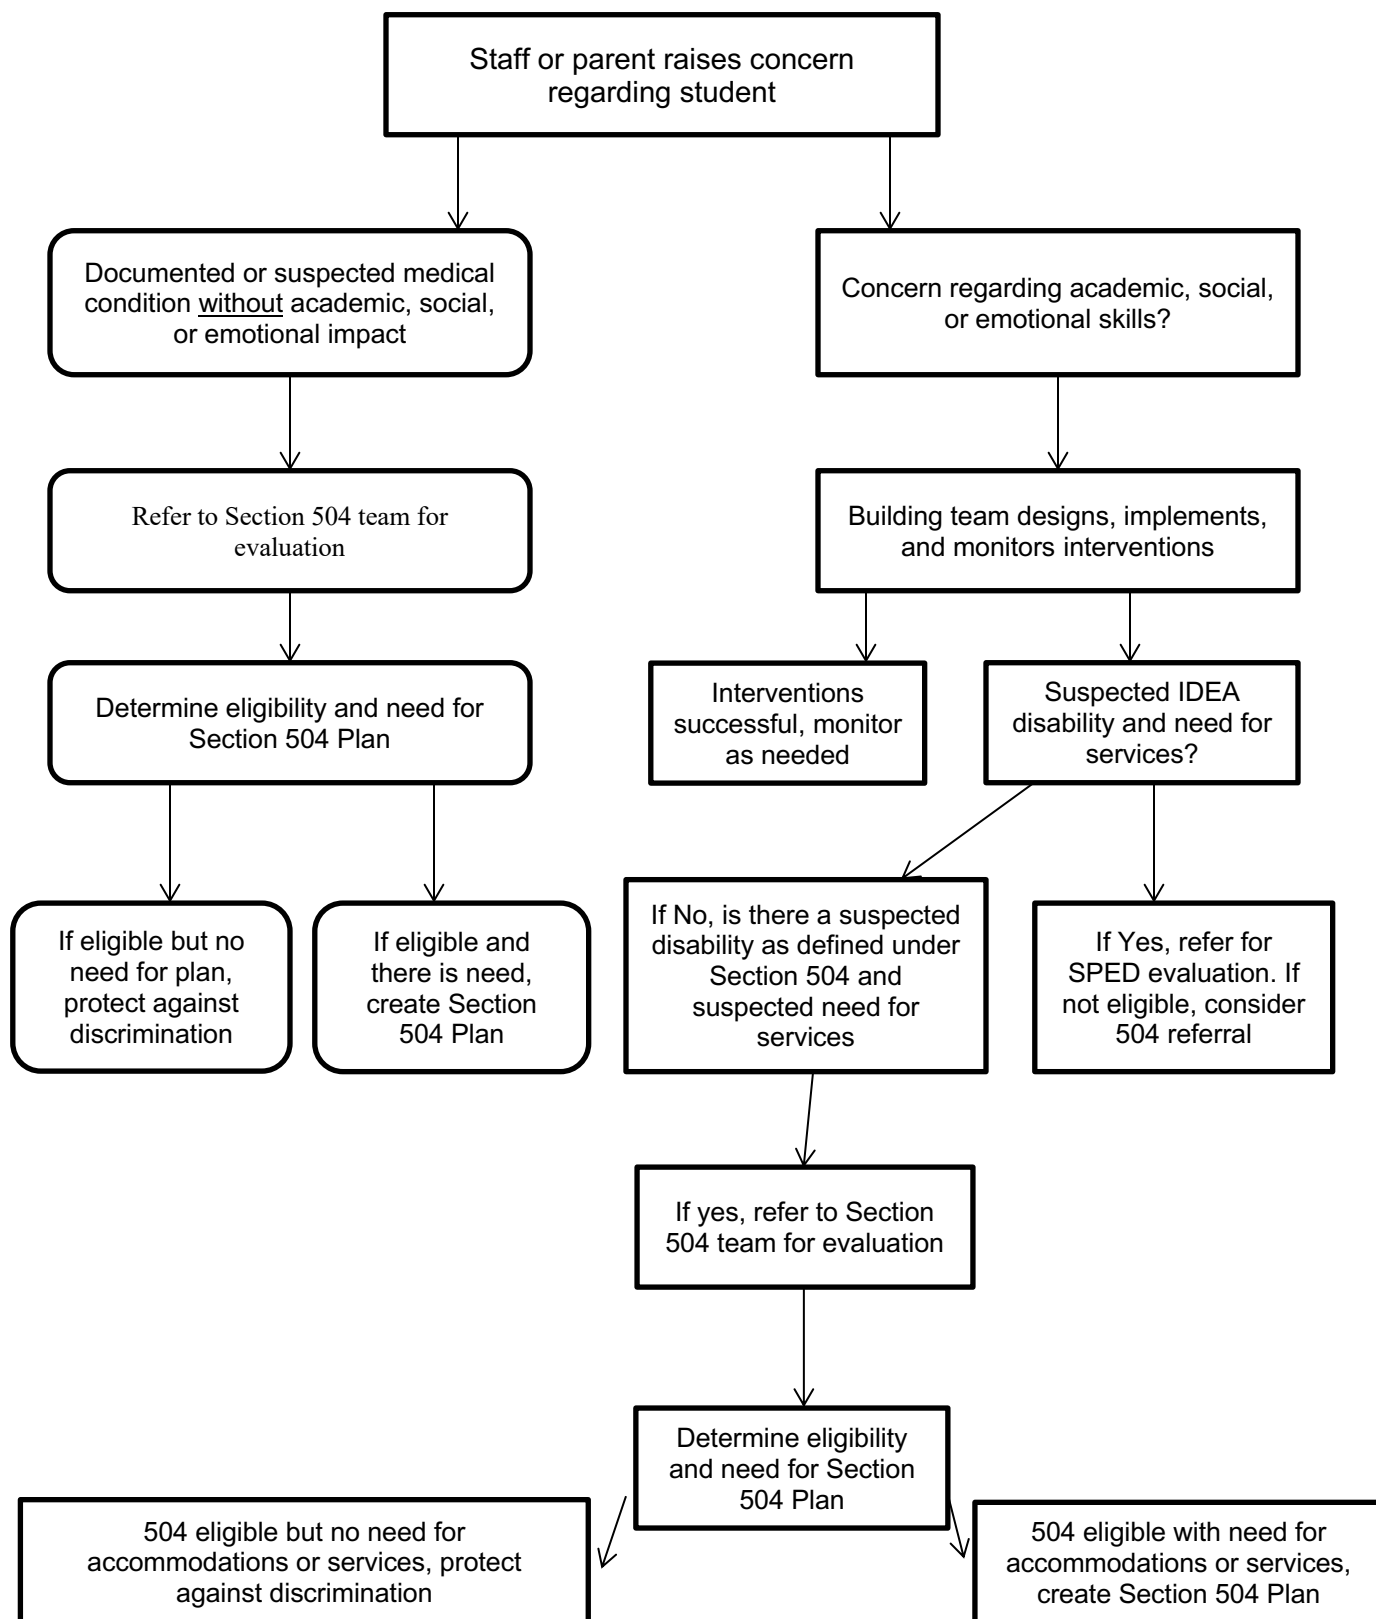 Staff or parent raises concern
regarding student
Documented or suspected medical
condition without academic, social,
or emotional impact
Concern regarding academic, social,
or emotional skills?
Refer to Section 504 team for
evaluation
Building team designs, implements,
and monitors interventions
Determine eligibility and need for
Section 504 Plan
Interventions
successful, monitor
as needed
Suspected IDEA
disability and need for
services?
If eligible but no
need for plan,
protect against
discrimination
If eligible and
there is need,
create Section
504 Plan
If No, is there a suspected
disability as defined under
Section 504 and
suspected need for
services
If Yes, refer for
SPED evaluation. If
not eligible, consider
504 referral
If yes, refer to Section
504 team for evaluation
Determine eligibility
and need for Section
504 Plan
504 eligible but no need for
accommodations or services, protect
against discrimination
504 eligible with need for
accommodations or services,
create Section 504 Plan